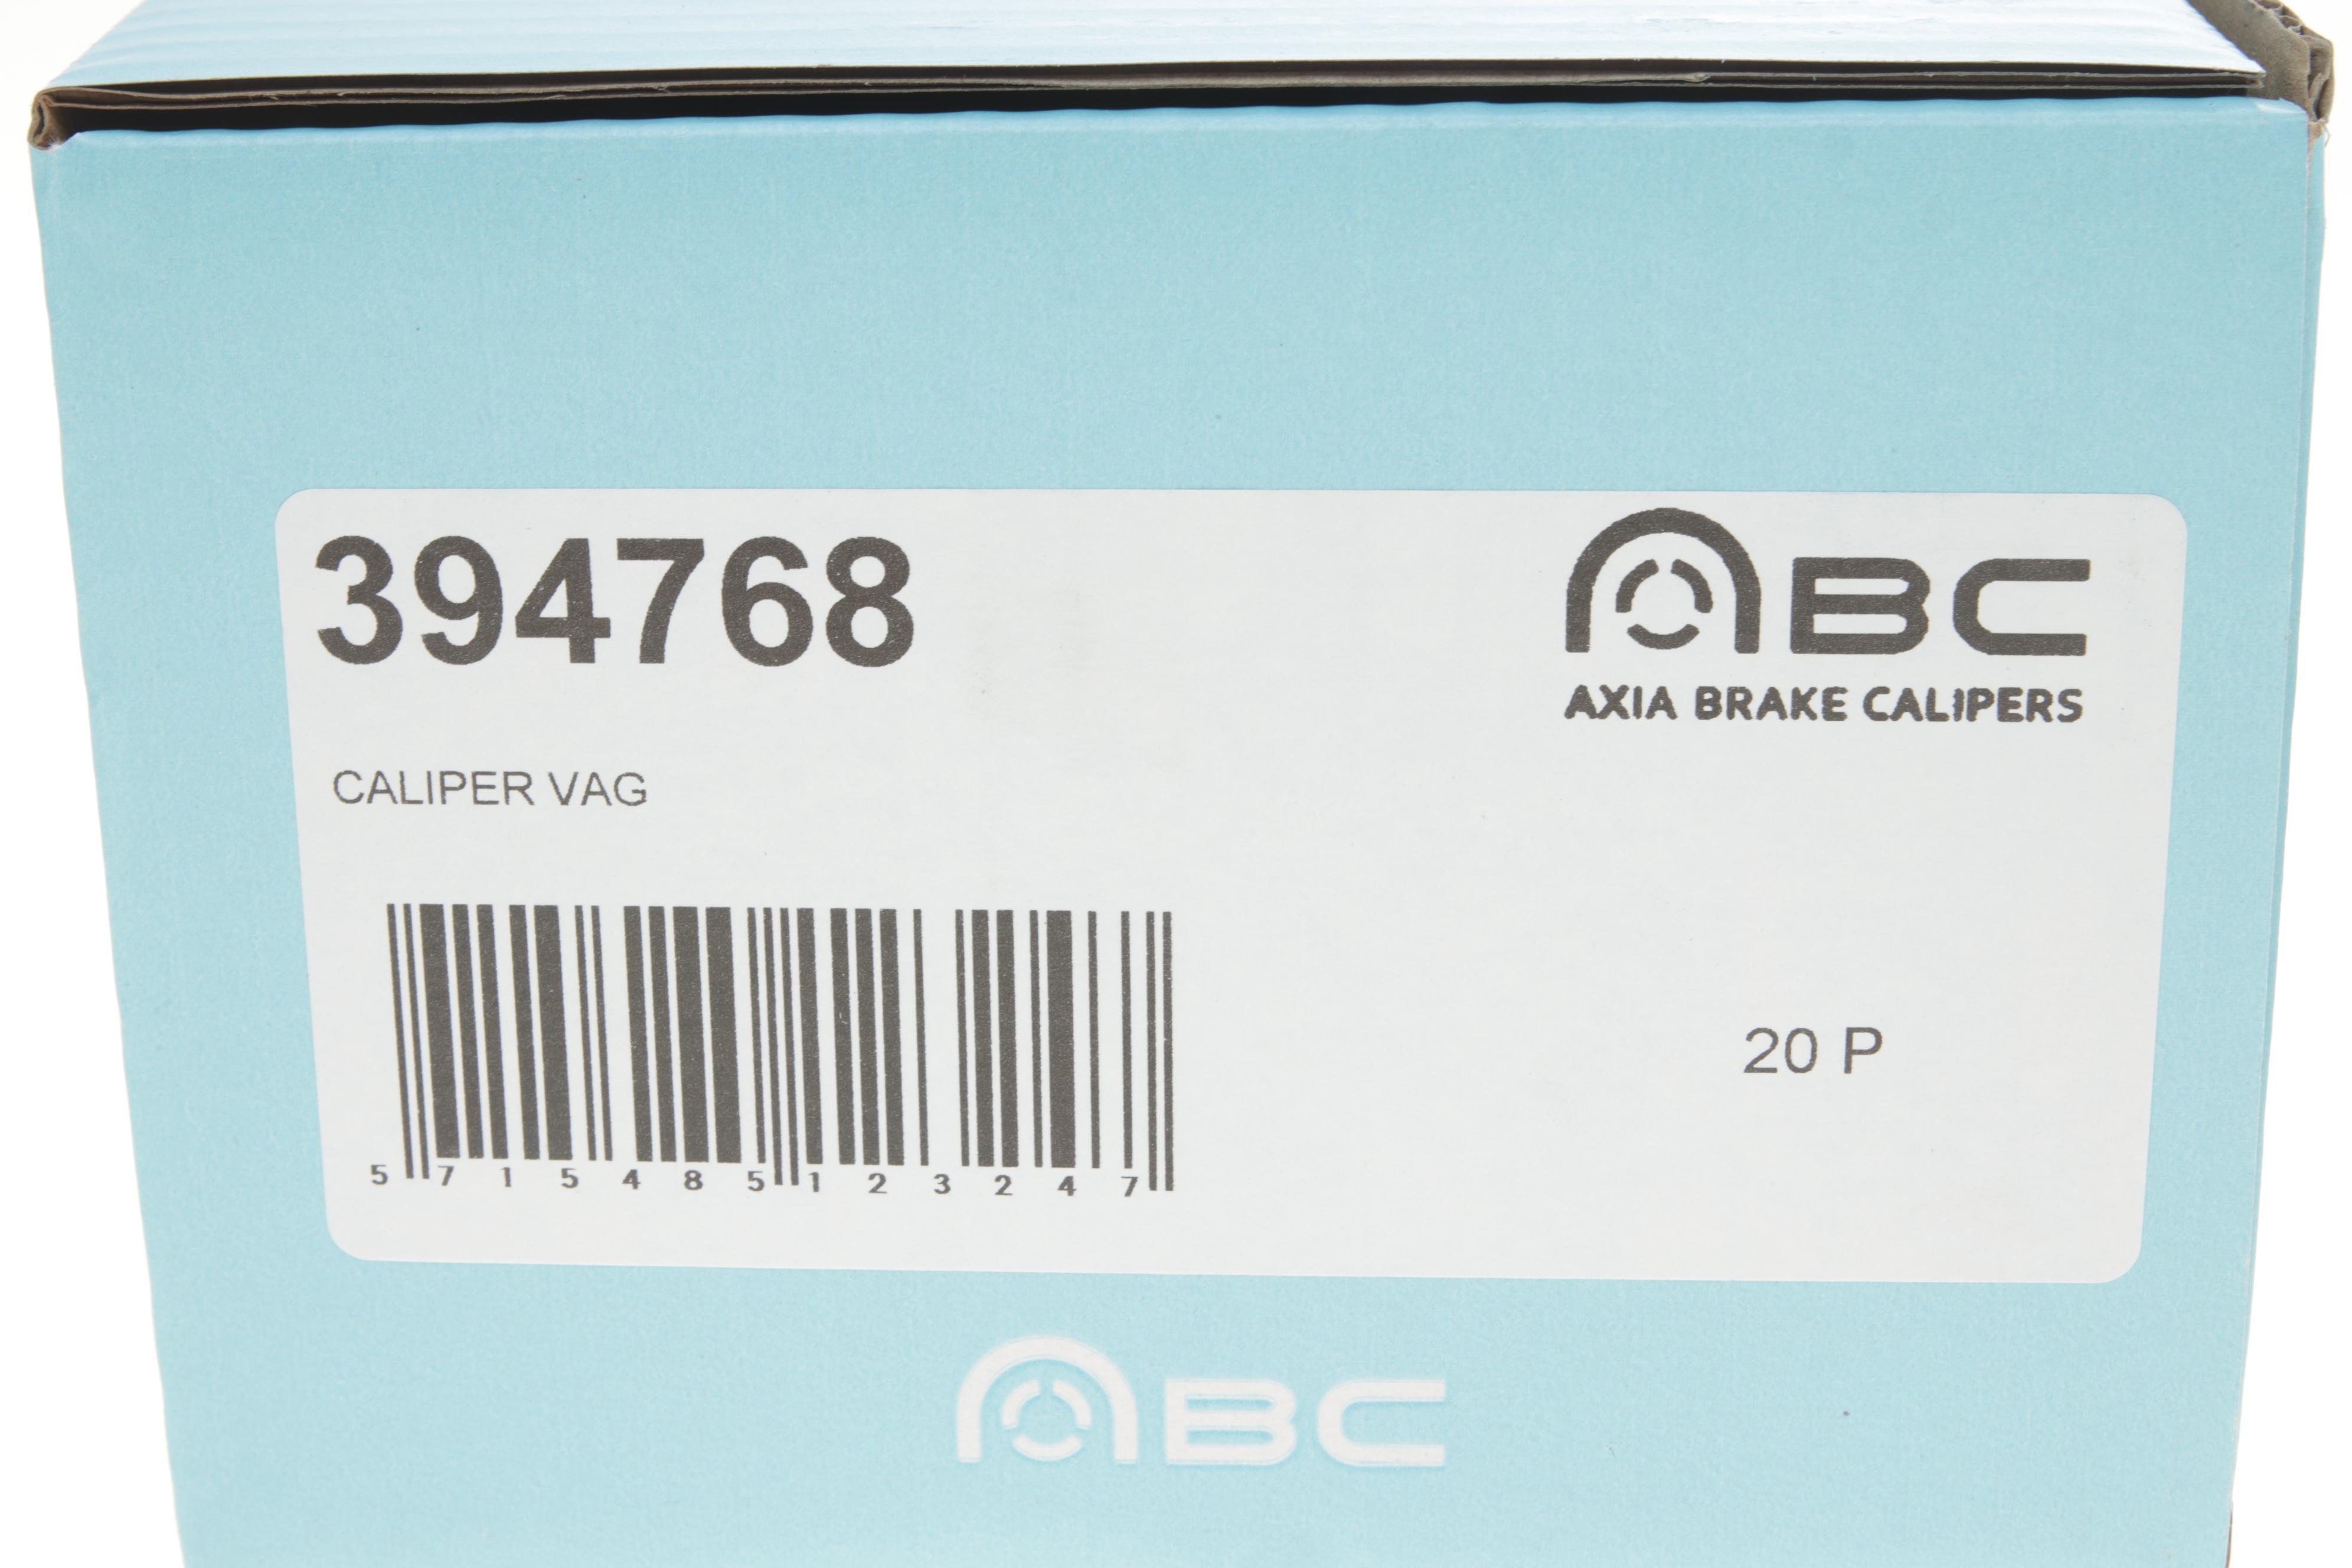 394768
ABC
AXIA BRAKE CALIPERS
CALIPER VAG
20 P
5 715485 123247
ABC